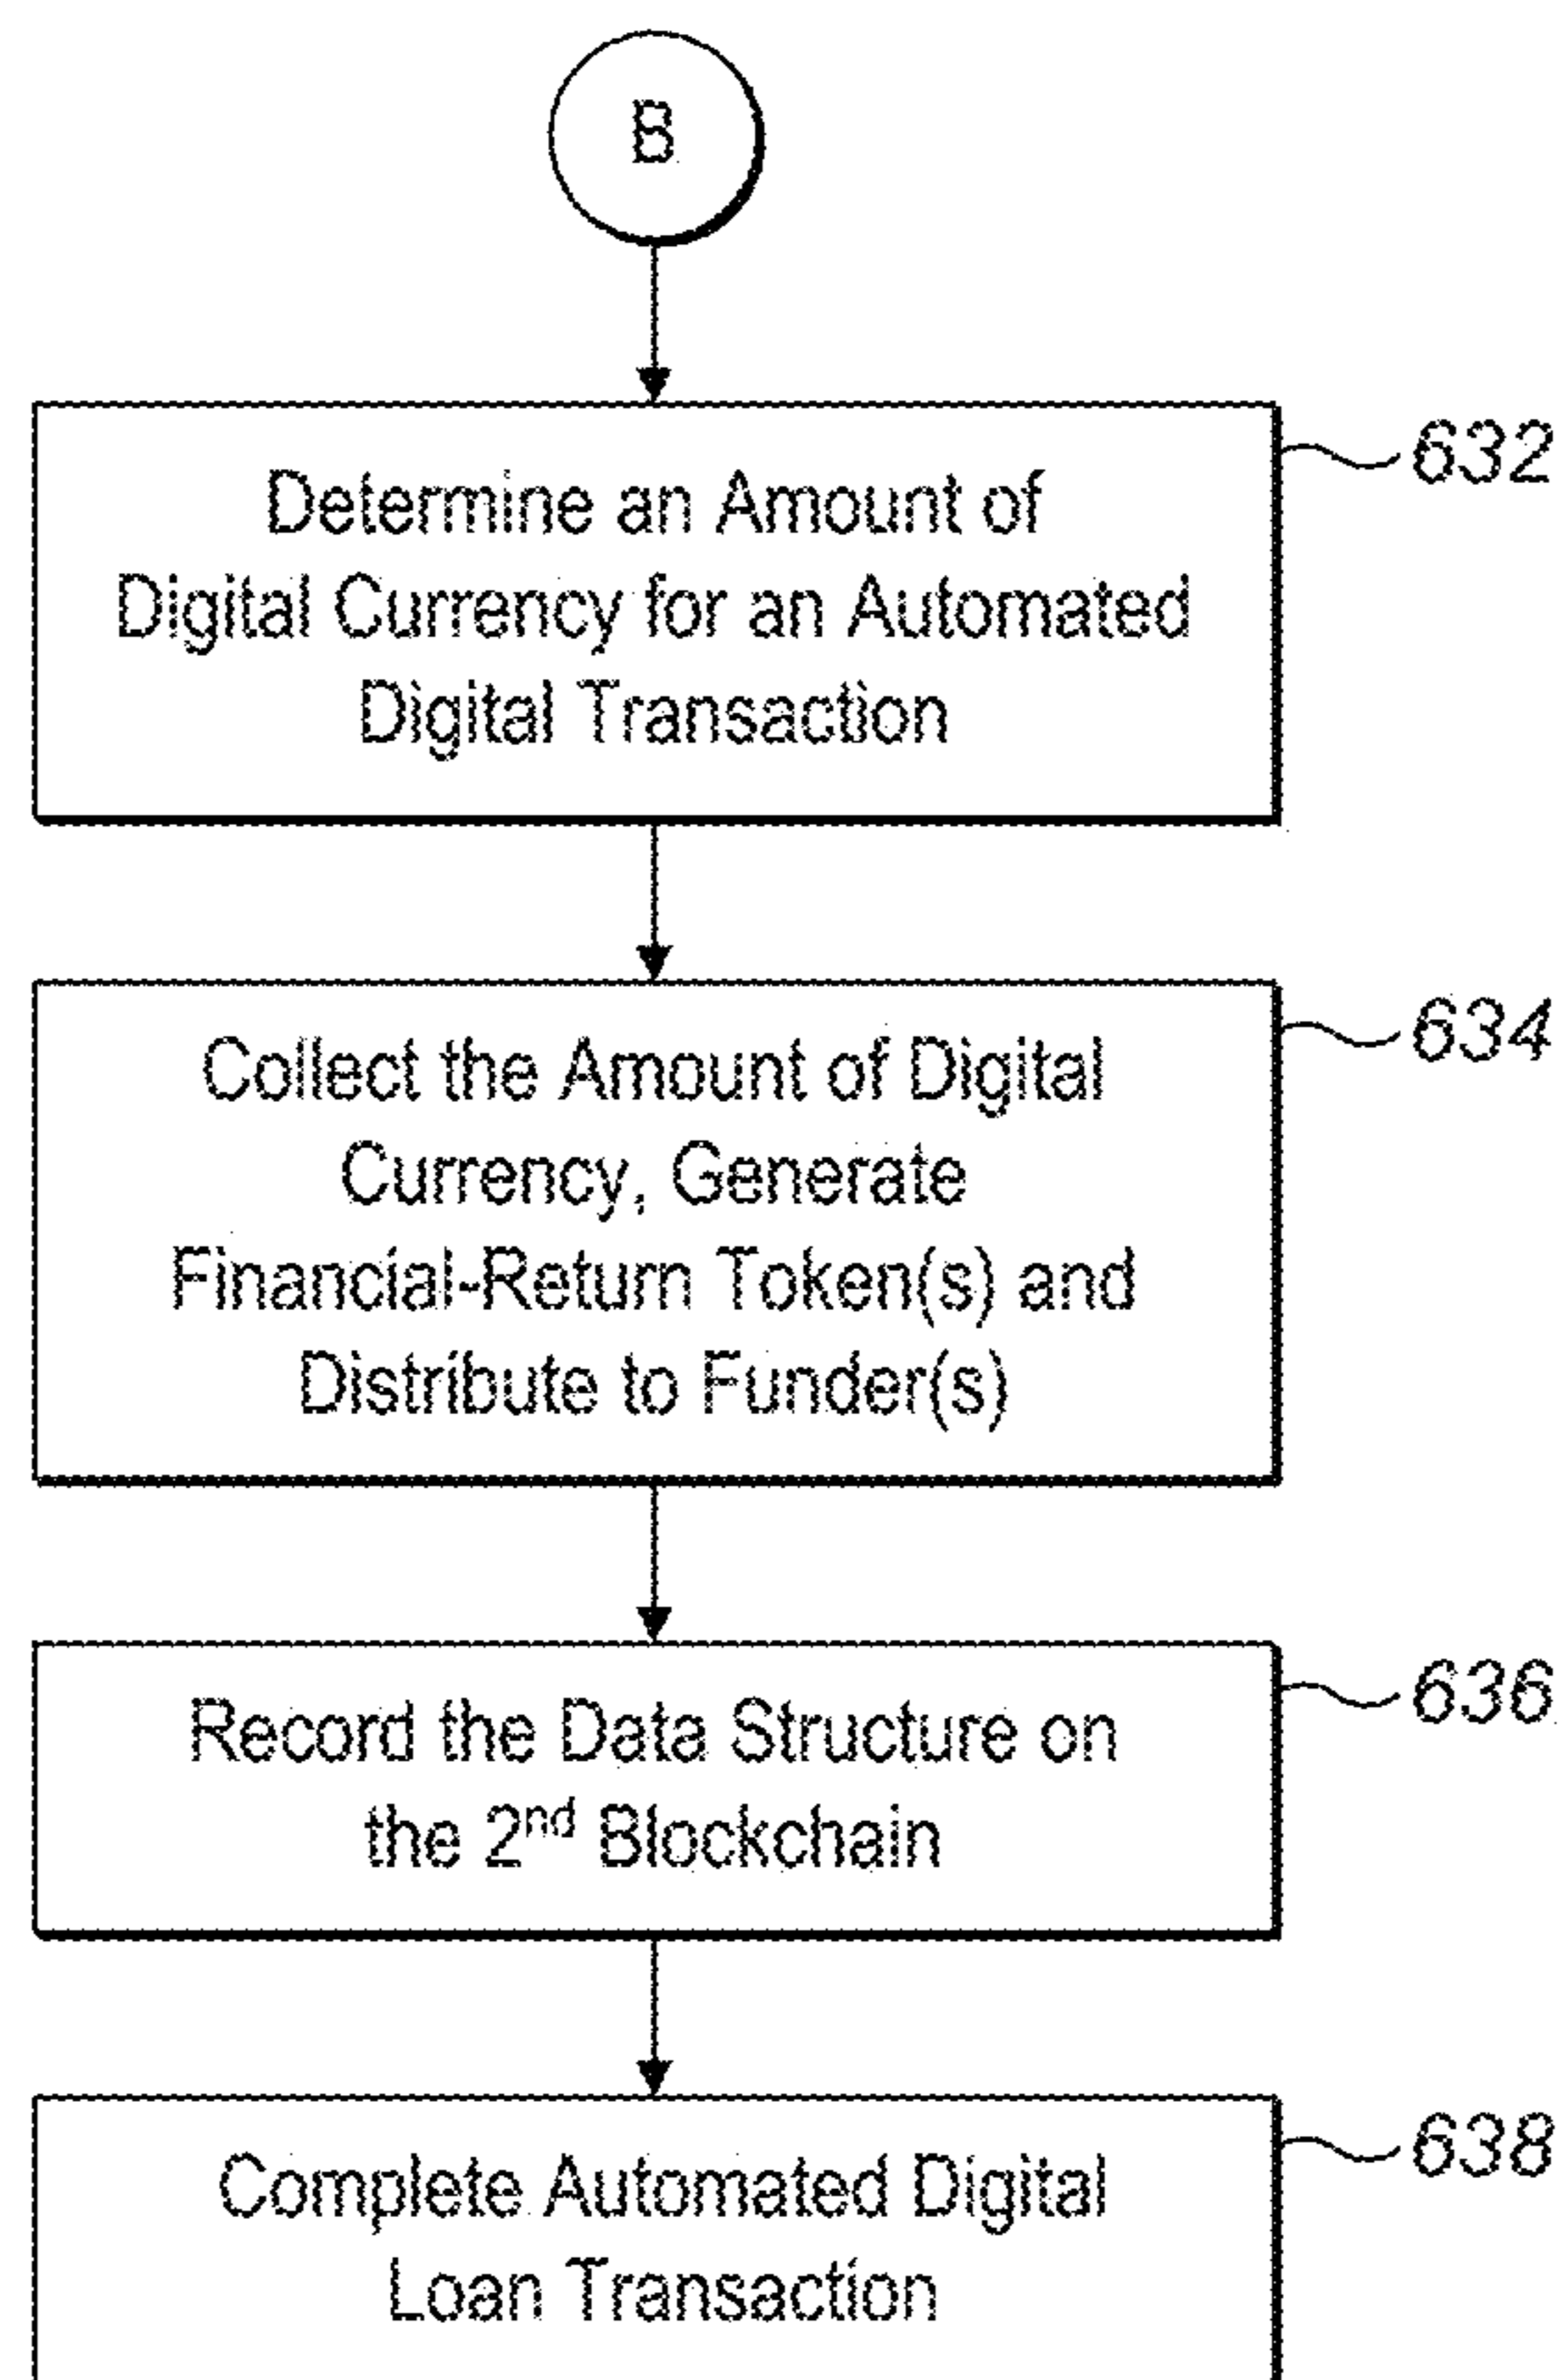 B
632
Determine an Amount of
Digital Currency for an Automated
Digital Transaction
634
Collect the Amount of Digital
Currency, Generate
Financial-Return Token(s) and
Distribute to Funder(s)
636
Record the Data Structure on
the 2nd Blockchain
638
Complete Automated Digital
Loan Transaction